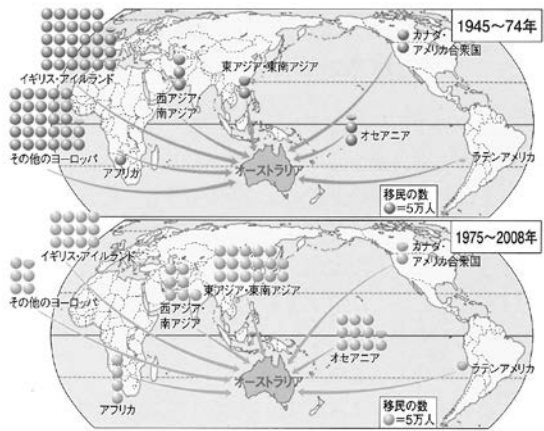 1945〜74年
カナダ・
アメリカ合衆国
イギリス・アイルランド
東アジア・東南アジア
西アジア・
南アジア
オセアニア
その他のヨーロッパ
アフリカ
オーストラリア
ラテンアメリカ
移民の数
=5万人
1975〜2008年
カナダ・
アメリカ合衆国
イギリス・アイルランド
東アジア・東南アジア
その他のヨーロッパ
西アジア・
南アジア
オセアニア
オーストラリア
ラテンアメリカ
アフリカ
移民の数
=5万人